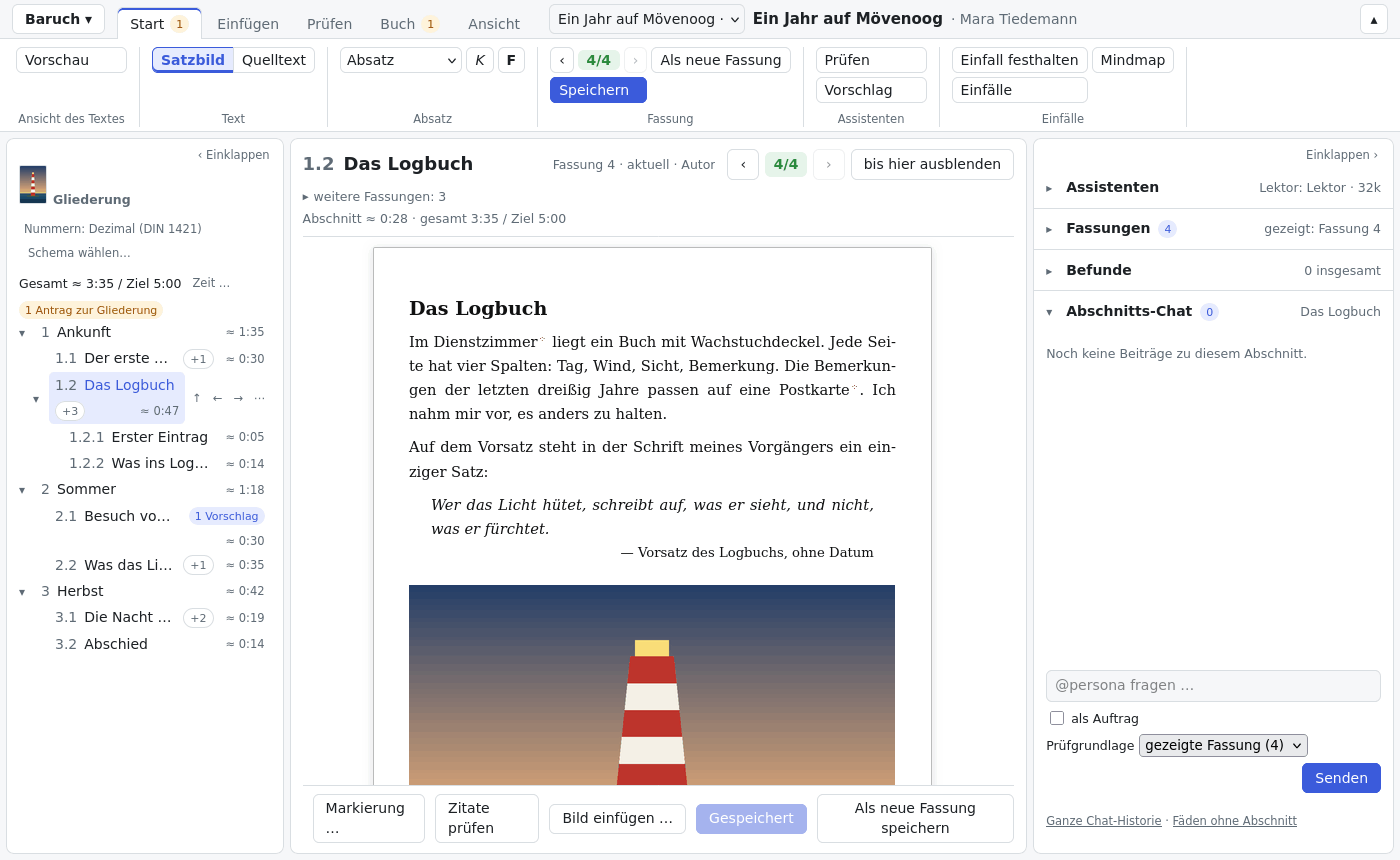 Baruch ▾
Start 1
Einfügen
Prüfen
Buch 1
Ansicht
Ein Jahr auf Mövenoog ·
Ein Jahr auf Mövenoog · Mara Tiedemann
▴
Vorschau
Ansicht des Textes
Satzbild Quelltext
Text
Absatz K F
Absatz
‹ 4/4 › Als neue Fassung
Speichern
Fassung
Prüfen
Vorschlag
Assistenten
Einfall festhalten Mindmap
Einfälle
Einfälle
‹ Einklappen
Gliederung
Nummern: Dezimal (DIN 1421)
Schema wählen…
Gesamt ≈ 3:35 / Ziel 5:00 Zeit …
1 Antrag zur Gliederung
▾ 1 Ankunft ≈ 1:35
1.1 Der erste … +1 ≈ 0:30
▾ 1.2 Das Logbuch ↑ ← → ⋯
+3 ≈ 0:47
1.2.1 Erster Eintrag ≈ 0:05
1.2.2 Was ins Log… ≈ 0:14
▾ 2 Sommer ≈ 1:18
2.1 Besuch vo… 1 Vorschlag
≈ 0:30
2.2 Was das Li… +1 ≈ 0:35
▾ 3 Herbst ≈ 0:42
3.1 Die Nacht … +2 ≈ 0:19
3.2 Abschied ≈ 0:14
1.2 Das Logbuch Fassung 4 · aktuell · Autor ‹ 4/4 › bis hier ausblenden
▸ weitere Fassungen: 3
Abschnitt ≈ 0:28 · gesamt 3:35 / Ziel 5:00
Das Logbuch
Im Dienstzimmer liegt ein Buch mit Wachstuchdeckel. Jede Sei-
te hat vier Spalten: Tag, Wind, Sicht, Bemerkung. Die Bemerkun-
gen der letzten dreißig Jahre passen auf eine Postkarte. Ich
nahm mir vor, es anders zu halten.
Auf dem Vorsatz steht in der Schrift meines Vorgängers ein ein-
ziger Satz:
Wer das Licht hütet, schreibt auf, was er sieht, und nicht,
was er fürchtet.
— Vorsatz des Logbuchs, ohne Datum
Markierung
…
Zitate
prüfen
Bild einfügen …
Gespeichert
Als neue Fassung
speichern
Einklappen ›
▸ Assistenten Lektor: Lektor · 32k
▸ Fassungen 4 gezeigt: Fassung 4
▸ Befunde 0 insgesamt
▾ Abschnitts-Chat 0 Das Logbuch
Noch keine Beiträge zu diesem Abschnitt.
@persona fragen …
als Auftrag
Prüfgrundlage gezeigte Fassung (4)
Senden
Ganze Chat-Historie · Fäden ohne Abschnitt